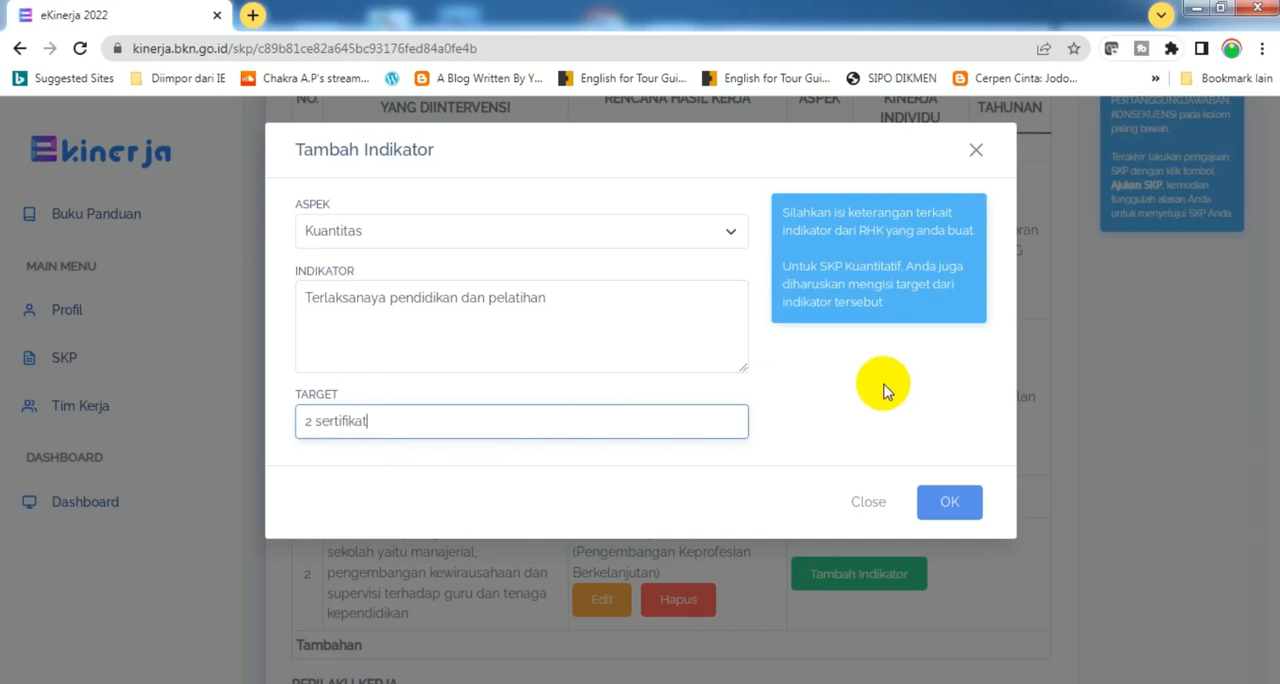 eKinerja 2022
kinerja.bkn.go.id/skp/c89b81ce82a645bc93176fed84a0fe4b
Suggested Sites
Diimpor dari IE
Chakra A.P's stream...
A Blog Written By Y...
English for Tour Gui...
English for Tour Gui...
SIPO DIKMEN
Cerpen Cinta: Jodo...
»
Bookmark lain
NO.
YANG DIINTERVENSI
RENCANA HASIL KERJA
ASPEK
KINERJA
INDIVIDU
TAHUNAN
PERTANGGUNGJAWABAN,
KONSEKUENSI pada kolom
paling bawah.
Terakhir lakukan pengajuan
SKP dengan klik tombol
Ajukan SKP, kemudian
tunggulah atasan Anda
untuk menyetujui SKP Anda.
Ekinerja
Buku Panduan
MAIN MENU
Profil
SKP
Tim Kerja
DASHBOARD
Dashboard
Tambah Indikator
ASPEK
Kuantitas
INDIKATOR
Terlaksanaya pendidikan dan pelatihan
TARGET
2 sertifikat
Silahkan isi keterangan terkait
indikator dari RHK yang anda buat.
Untuk SKP Kuantitatif, Anda juga
diharuskan mengisi target dari
indikator tersebut
Close
OK
2
sekolah yaitu manajerial,
pengembangan kewirausahaan dan
supervisi terhadap guru dan tenaga
kependidikan
(Pengembangan Keprofesian
Berkelanjutan)
Edit
Hapus
Tambah Indikator
Tambahan
PERILAKU KERJA